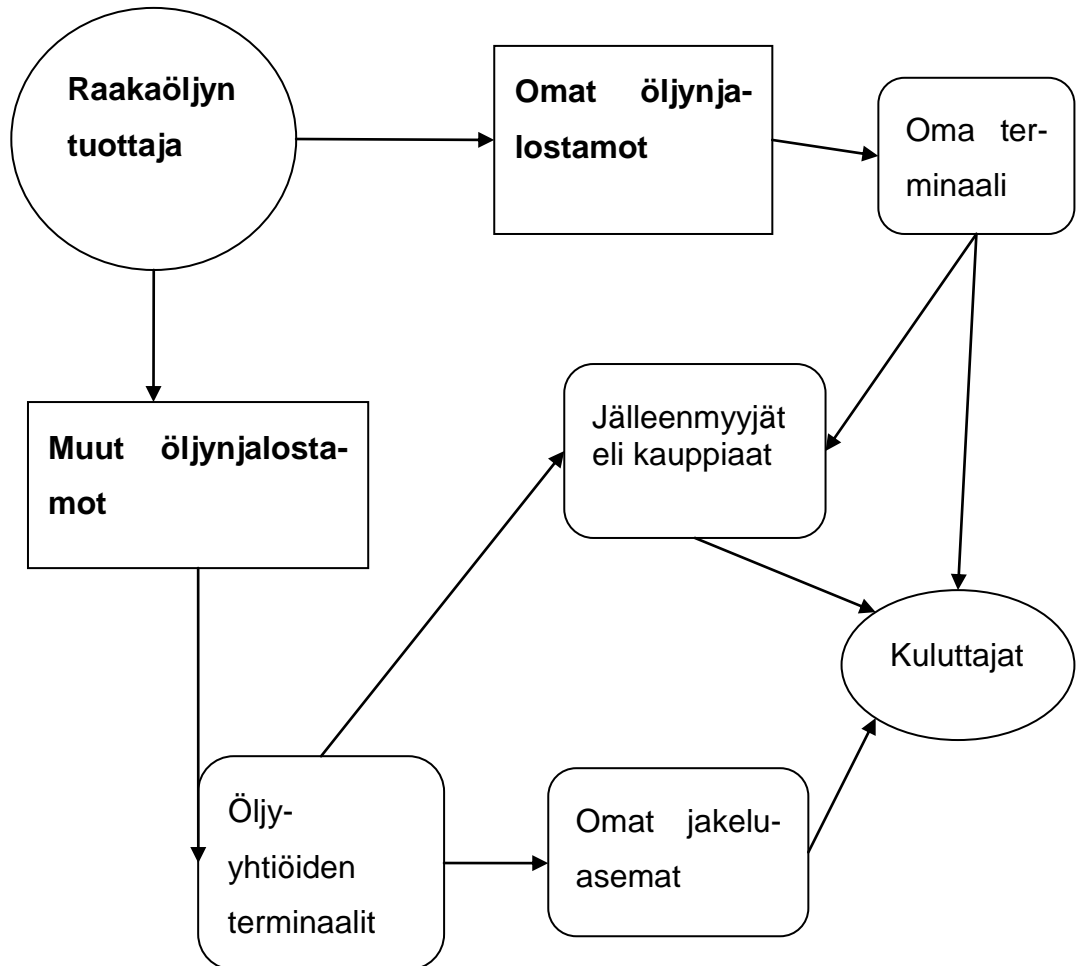 Raakaöljyn
tuottaja
Omat öljynja-
lostamot
Oma ter-
minaali
Jälleenmyyjät
eli kauppiaat
Muut öljynjalosta-
mot
Kuluttajat
Öljy-
yhtiöiden
terminaalit
Omat jakelu-
asemat